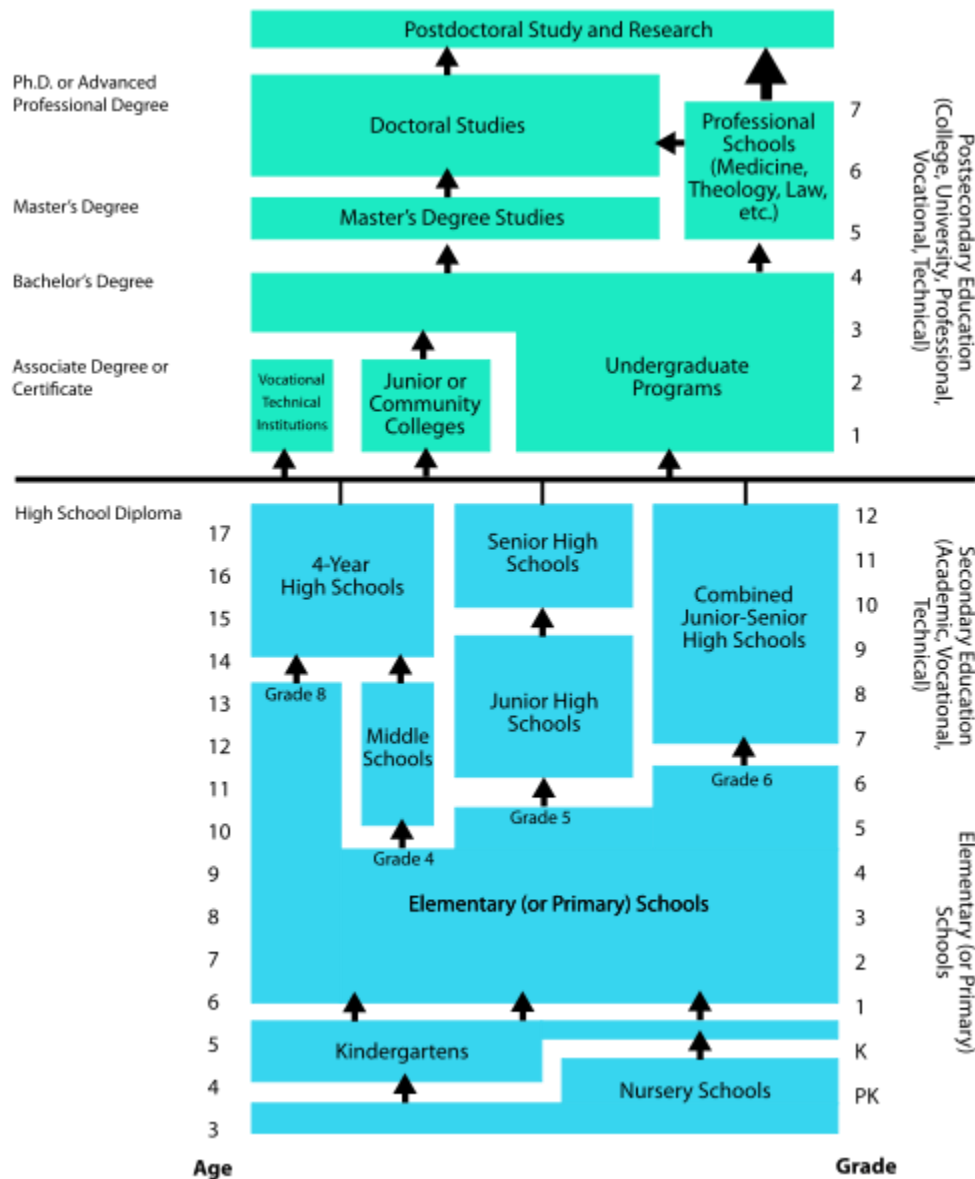 Postdoctoral Study and Research
Ph.D. or Advanced
Professional Degree
Doctoral Studies
Professional
Schools
(Medicine,
Theology, Law,
etc.)
7
6
Master's Degree
Master's Degree Studies
5
Bachelor's Degree
4
3
Associate Degree or
Certificate
Vocational
Technical
Institutions
Junior or
Community
Colleges
Undergraduate
Programs
2
1
Postsecondary Education
(College, University, Professional,
Vocational, Technical)
High School Diploma
17
16
15
14
13
12
11
10
9
8
7
6
5
4
3
4-Year
High Schools
Senior High
Schools
Combined
Junior-Senior
High Schools
Grade 8
Middle
Schools
Junior High
Schools
Grade 6
Grade 5
Grade 4
Elementary (or Primary) Schools
Kindergartens
Nursery Schools
12
11
10
9
8
7
6
5
4
3
2
1
K
PK
Secondary Education
(Academic, Vocational,
Technical)
Elementary (or Primary)
Schools
Age
Grade